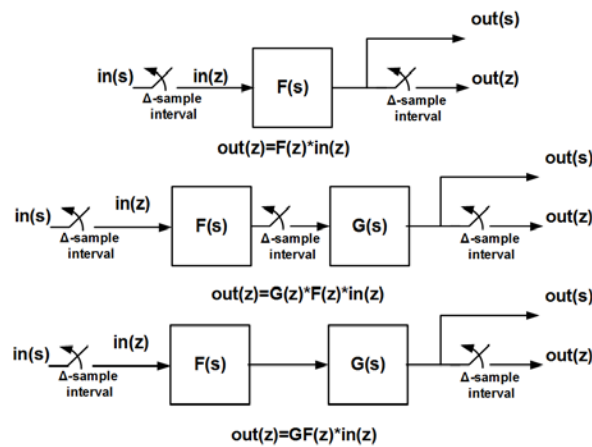 out(s)
in(s)
in(z)
F(s)
out(z)
Δ-sample
interval
Δ-sample
interval
out(z)=F(z)*in(z)
out(s)
in(s)
in(z)
F(s)
G(s)
out(z)
Δ-sample
interval
Δ-sample
interval
Δ-sample
interval
out(z)=G(z)*F(z)*in(z)
out(s)
in(s)
in(z)
F(s)
G(s)
out(z)
Δ-sample
interval
Δ-sample
interval
out(z)=GF(z)*in(z)